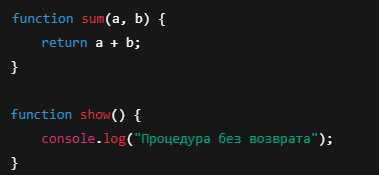 function sum(a, b) {
    return a + b;
}

function show() {
    console.log("Процедура без возврата");
}